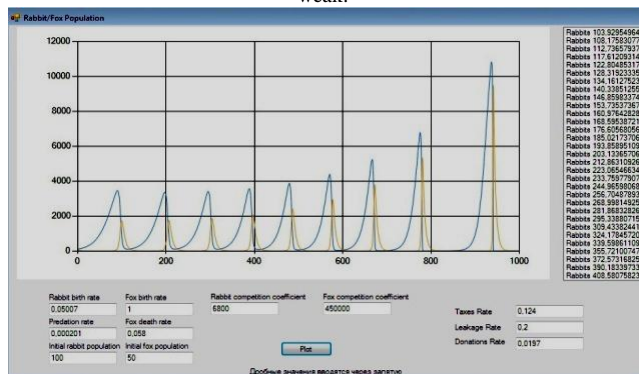 weak.
Rabbit/Fox Population
12000
10000
8000
6000
4000
2000
0
0 200 400 600 800 1000
Rabbits 103,92954964
Rabbits 108,17583077
Rabbits 112,73657937
Rabbits 117,61209314
Rabbits 122,80485317
Rabbits 128,31923335
Rabbits 134,16127523
Rabbits 140,33851255
Rabbits 146,85983374
Rabbits 153,73537367
Rabbits 160,97642828
Rabbits 168,59538721
Rabbits 176,60568056
Rabbits 185,02173706
Rabbits 193,85895109
Rabbits 203,13365706
Rabbits 212,86310926
Rabbits 223,06546634
Rabbits 233,75977907
Rabbits 244,96598068
Rabbits 256,70487893
Rabbits 268,99814925
Rabbits 281,86832826
Rabbits 295,33880715
Rabbits 309,43382441
Rabbits 324,17845720
Rabbits 339,59861109
Rabbits 355,72100747
Rabbits 372,57316825
Rabbits 390,18339733
Rabbits 408,58075823
Rabbit birth rate Fox birth rate Rabbit competition coefficient Fox competition coefficient
0,05007 1 6800 450000
Predation rate Fox death rate
0,000201 0,058
Initial rabbit population Initial fox population
100 50
Plot
Taxes Rate 0,124
Leakage Rate 0,2
Donations Rate 0,0197
Дробные значения вводятся через запятую